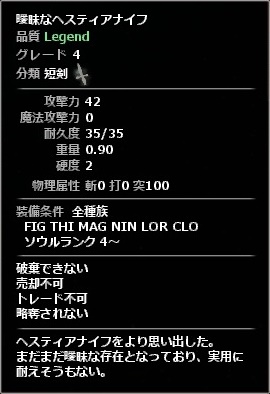 曖昧なヘスティアナイフ
品質 Legend
グレード 4
分類 短剣
攻撃力 42
魔法攻撃力 0
耐久度 35/35
重量 0.90
硬度 2
物理属性 斬0 打0 突100
装備条件 全種族
FIG THI MAG NIN LOR CLO
ソウルランク 4～
破棄できない
売却不可
トレード不可
略奪されない
ヘスティアナイフをより思い出した。
まだまだ曖昧な存在となっており、実用に
耐えそうもない。